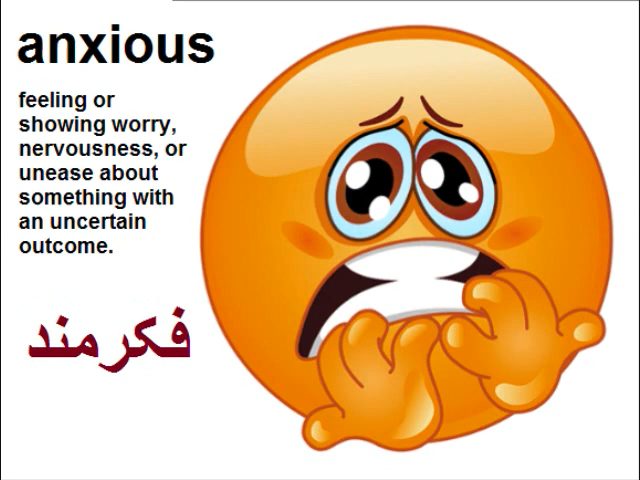 anxious
feeling or
showing worry,
nervousness, or
unease about
something with
an uncertain
outcome.
فکرمند